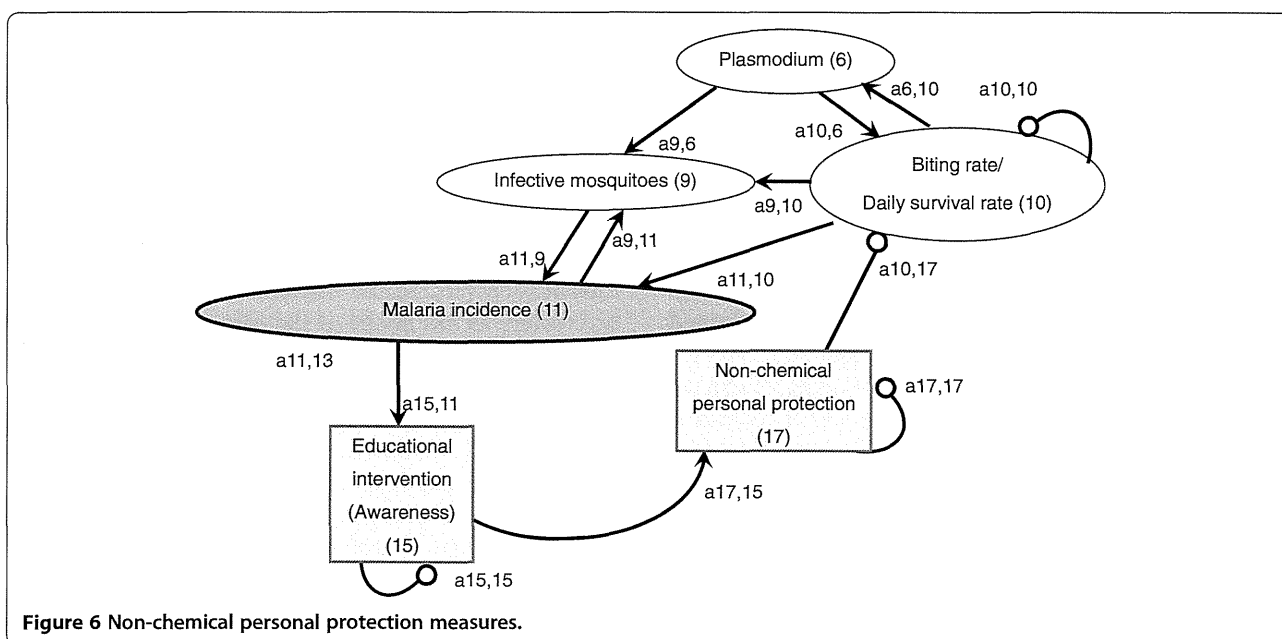 Plasmodium (6)
a6,10
a10,10
a10,6
a9,6
Biting rate/
Daily survival rate (10)
Infective mosquitoes (9)
a9,10
a9,11
a11,9
a11,10
a10,17
Malaria incidence (11)
a11,13
Non-chemical
personal protection
(17)
a17,17
a15,11
Educational
intervention
(Awareness)
(15)
a17,15
a15,15
Figure 6 Non-chemical personal protection measures.